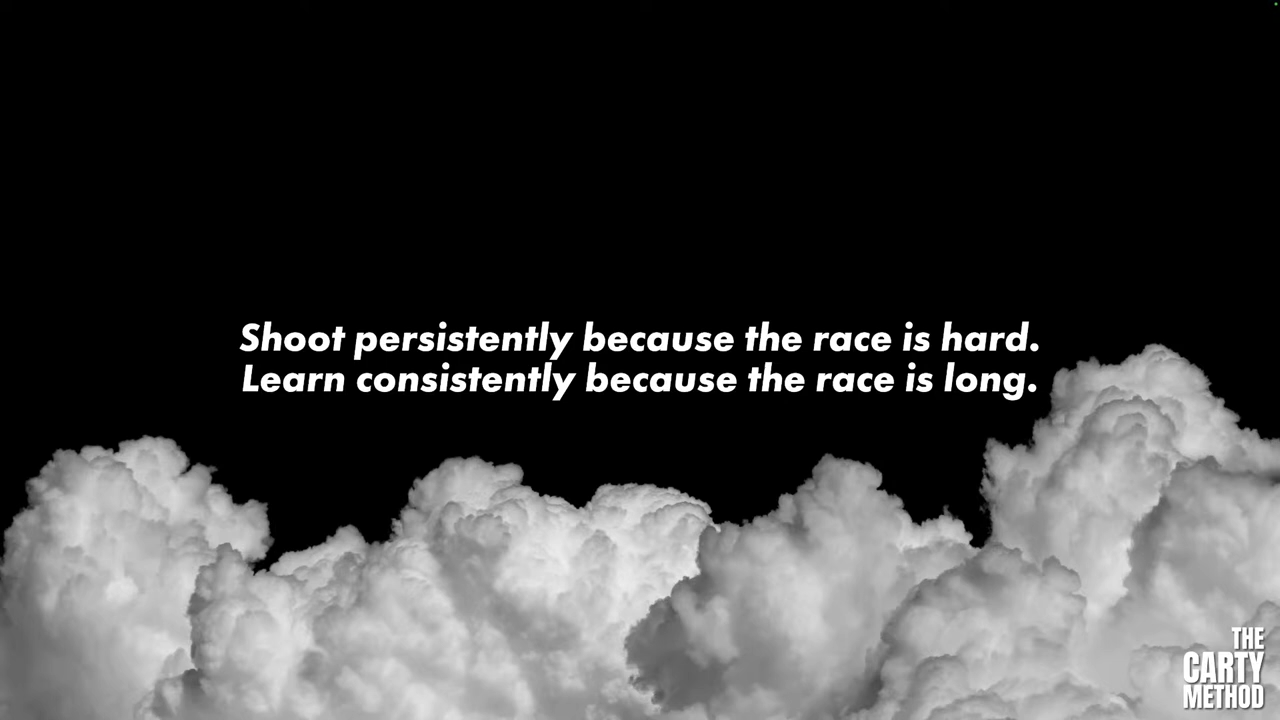 Shoot persistently because the race is hard.
Learn consistently because the race is long.
THE
CARTY
METHOD